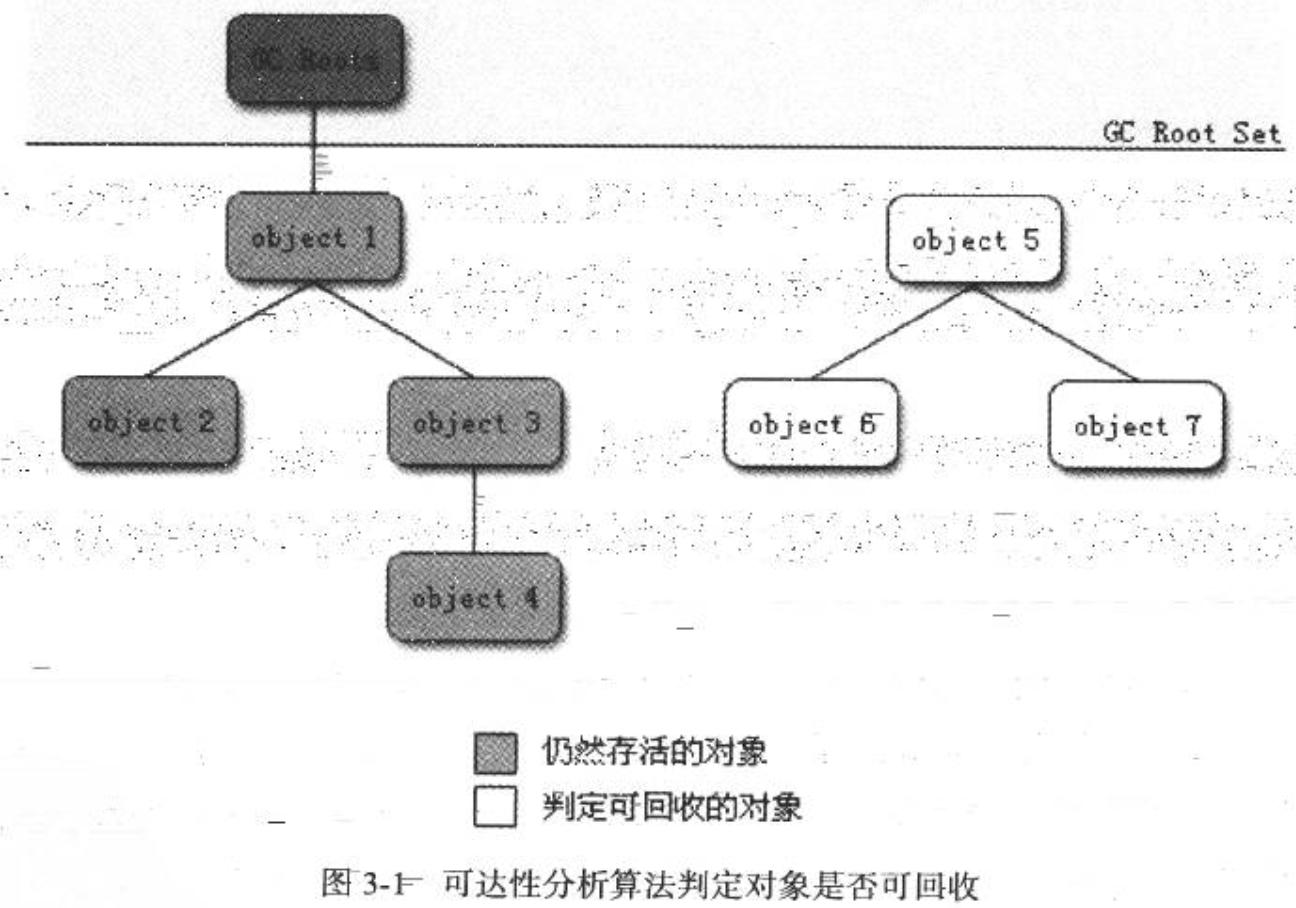 GC Roots
GC Root Set
object 1
object 5
object 2
object 3
object 6
object 7
object 4
仍然存活的对象
判定可回收的对象
图 3-1 可达性分析算法判定对象是否可回收